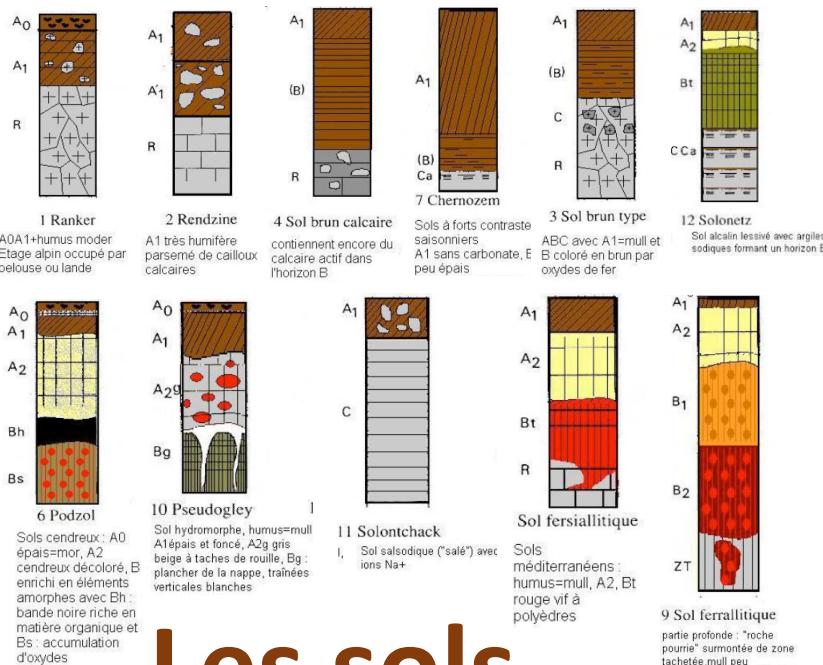 A0
A1
R
1 Ranker
A0A1+humus moder
Etage alpin occupé par
pelouse ou lande
A1
A'1
R
2 Rendzine
A1 très humifère
parsemé de cailloux
calcaires
A1
(B)
R
4 Sol brun calcaire
contiennent encore du
calcaire actif dans
l'horizon B
A1
(B)
Ca
7 Chernozem
Sols à forts contraste
saisonniers
A1 sans carbonate,
peu épais
A1
(B)
C
R
3 Sol brun type
ABC avec A1=mull et
B coloré en brun par
oxydes de fer
A1
A2
Bt
C Ca
12 Solonetz
Sol alcalin lessivé avec argiles
sodiques formant un horizon B
A0
A1
A2
Bh
Bs
6 Podzol
Sols cendreux : A0
épais=mor, A2
cendreux décoloré, B
enrichi en éléments
amorphes avec Bh :
bande noire riche en
matière organique et
Bs : accumulation
d'oxydes
A0
A1
A2g
Bg
10 Pseudogley
Sol hydromorphe, humus=mull
A1épais et foncé, A2g gris
beige à taches de rouille, Bg :
plancher de la nappe, traînées
verticales blanches
A1
C
11 Solontchack
Sol salsodique ("salé") avec
ions Na+
A1
A2
Bt
R
Sol fersiallitique
Sols
méditerranéens :
humus=mull, A2, Bt
rouge vif à
polyèdres
A1
A2
B1
B2
ZT
9 Sol ferrallitique
partie profonde : "roche
pourrie" surmontée de zone
tachetée mull peu
Les sols